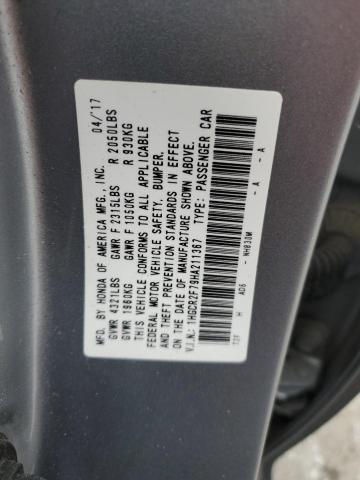 MFD. BY HONDA OF AMERICA MFG., INC. 04/'17
GVWR 4321LBS GAWR F 2315LBS R 2050LBS
GVWR 1960KG GAWR F 1050KG R 930KG
THIS VEHICLE CONFORMS TO ALL APPLICABLE
FEDERAL MOTOR VEHICLE SAFETY, BUMPER,
AND THEFT PREVENTION STANDARDS IN EFFECT
ON THE DATE OF MANUFACTURE SHOWN ABOVE.
V.I.N.: 1HGCR2F79HA211367 TYPE: PASSENGER CAR
H AD6 - NH830M - A - A